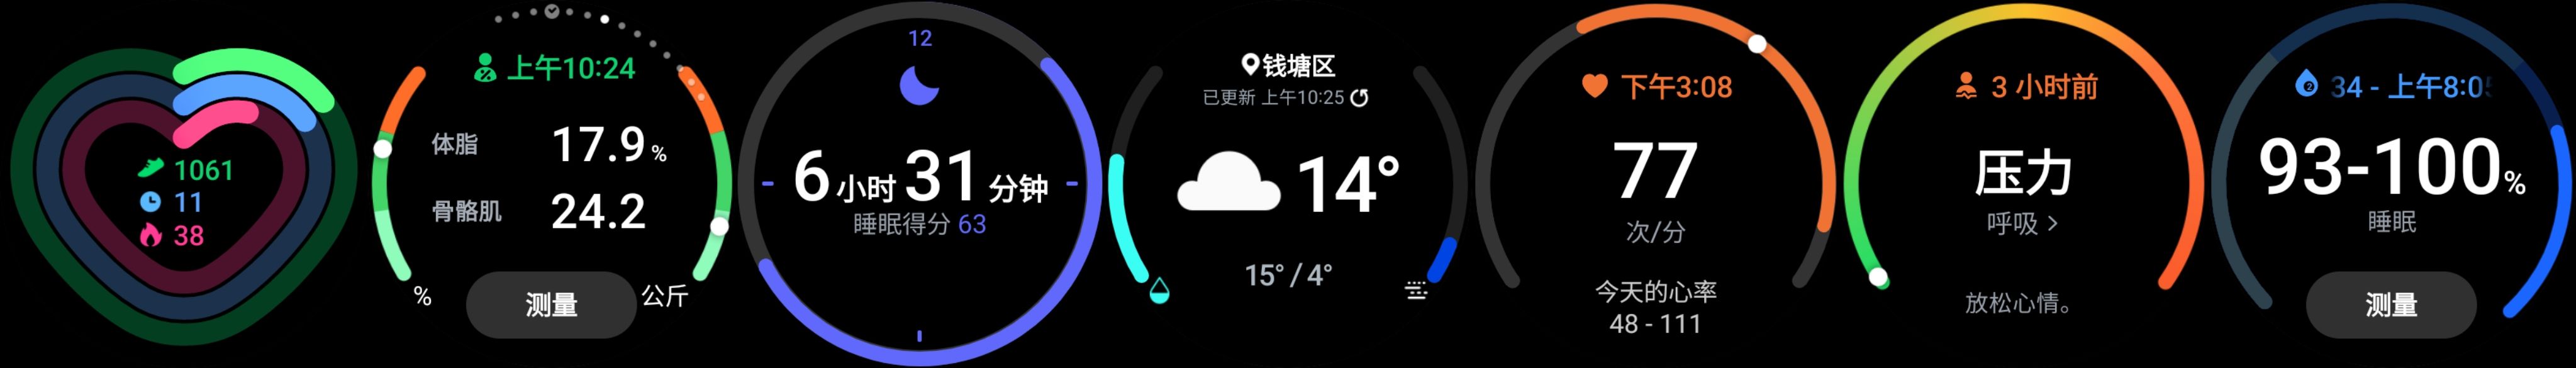 1061
11
38
上午10:24
体脂 17.9%
骨骼肌 24.2
% 测量 公斤
12
6小时31分钟
睡眠得分 63
钱塘区
已更新 上午10:25
14°
15° / 4°
下午3:08
77
次/分
今天的心率
48 - 111
3 小时前
压力
呼吸 >
放松心情。
2
34 - 上午8:05
93-100%
睡眠
测量